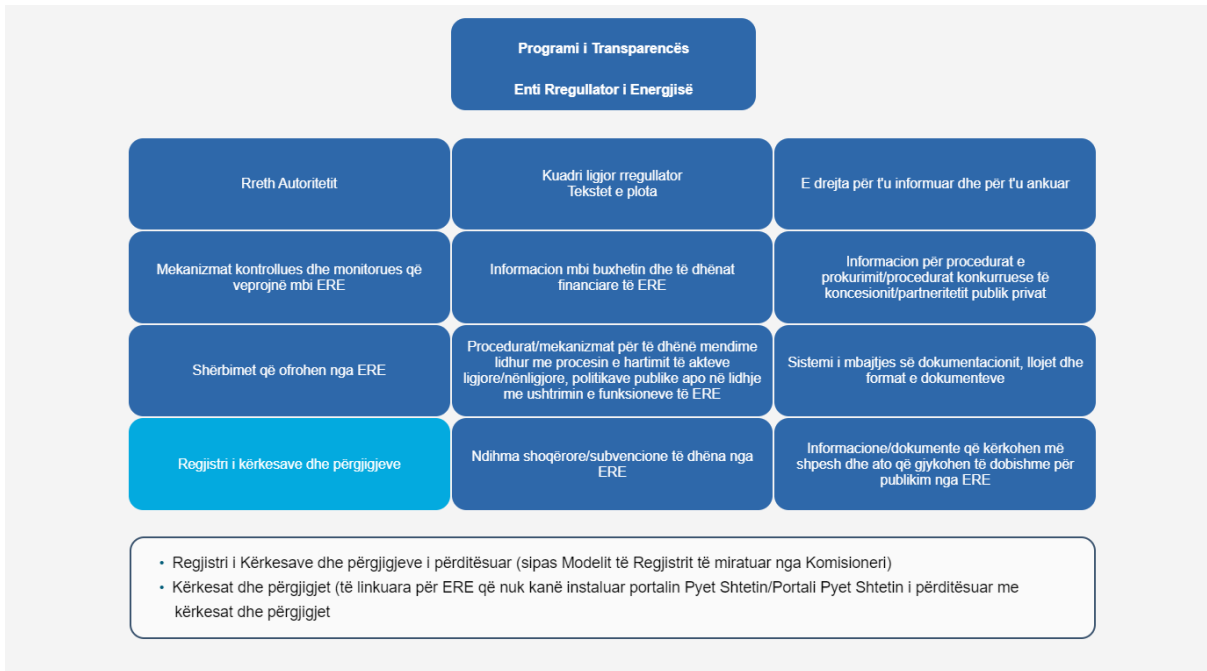 Programi i Transparencës
Enti Rregullator i Energjisë
Rreth Autoritetit
Kuadri ligjor rregullator
Tekstet e plota
E drejta për t'u informuar dhe për t'u ankuar
Mekanizmat kontrollues dhe monitorues që
veprojnë mbi ERE
Informacion mbi buxhetin dhe të dhënat
financiare të ERE
Informacion për procedurat e
prokurimit/procedurat konkurruese të
koncesionit/partneritetit publik privat
Shërbimet që ofrohen nga ERE
Procedurat/mekanizmat për të dhënë mendime
lidhur me procesin e hartimit të akteve
ligjore/nënligjore, politikave publike apo në lidhje
me ushtrimin e funksioneve të ERE
Sistemi i mbajtjes së dokumentacionit, llojet dhe
format e dokumenteve
Regjistri i kërkesave dhe përgjigjeve
Ndihma shoqërore/subvencione të dhëna nga
ERE
Informacione/dokumente që kërkohen më
shpesh dhe ato që gjykohen të dobishme për
publikim nga ERE
• Regjistri i Kërkesave dhe përgjigjeve i përditësuar (sipas Modelit të Regjistrit të miratuar nga Komisioneri)
• Kërkesat dhe përgjigjet (të linkuara për ERE që nuk kanë instaluar portalin Pyet Shtetin/Portali Pyet Shtetin i përditësuar me
kërkesat dhe përgjigjet